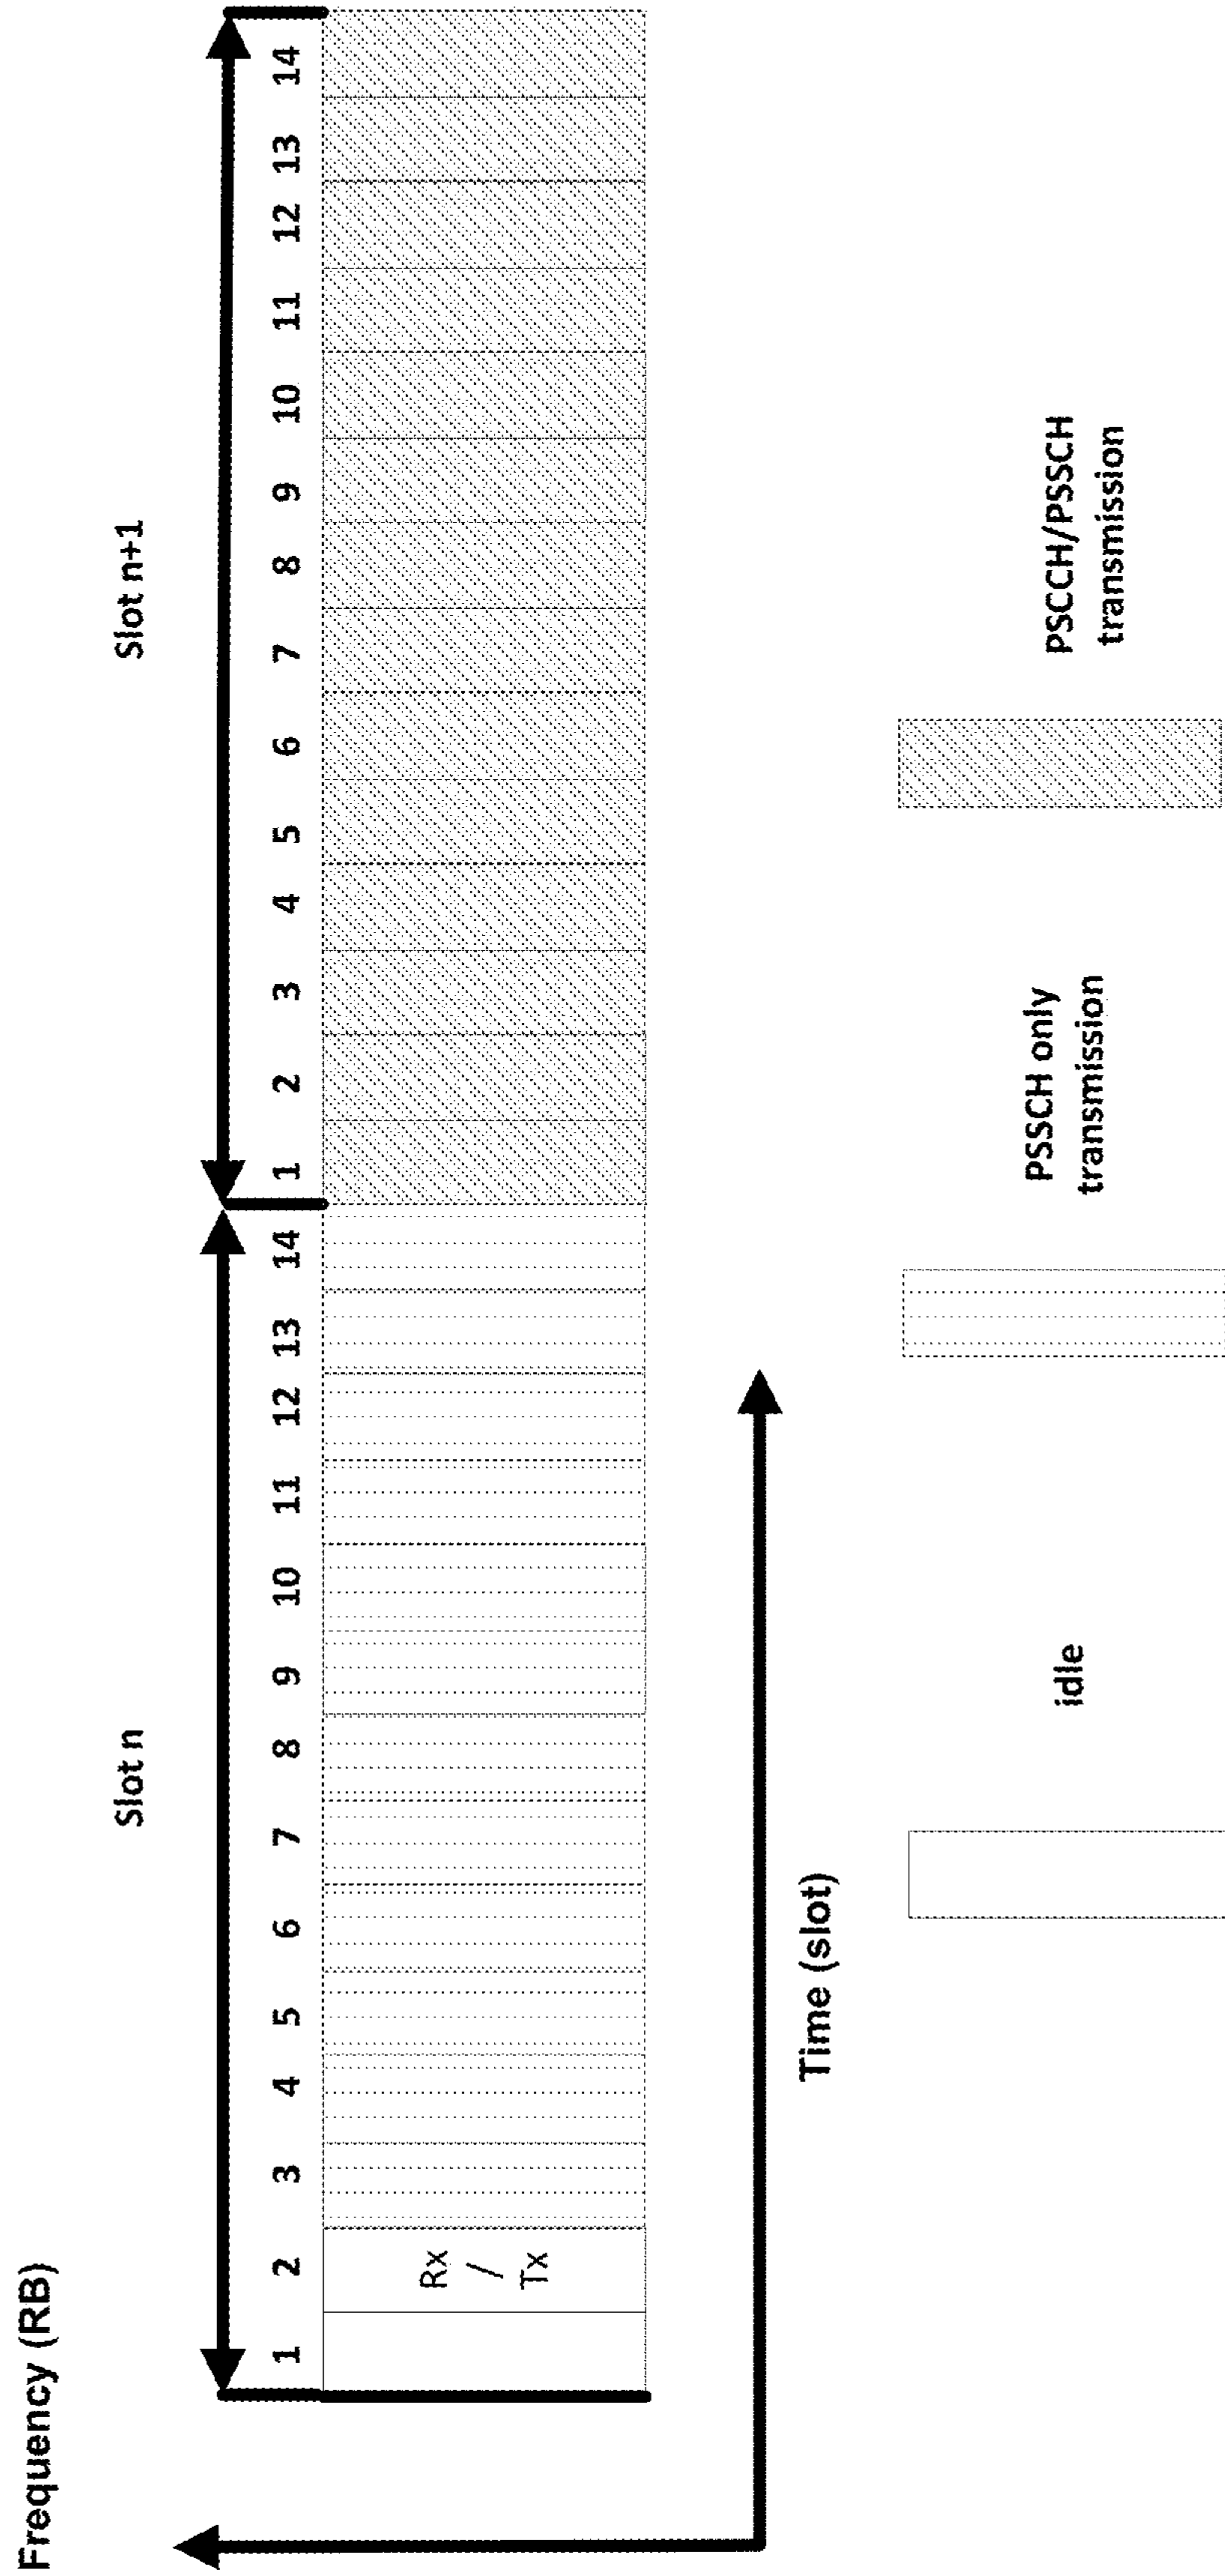 Frequency (RB)
Slot n
Slot n+1
1 2 3 4 5 6 7 8 9 10 11 12 13 14 1 2 3 4 5 6 7 8 9 10 11 12 13 14
Rx
/
Tx
Time (slot)
idle
PSSCH only
transmission
PSCCH/PSSCH
transmission